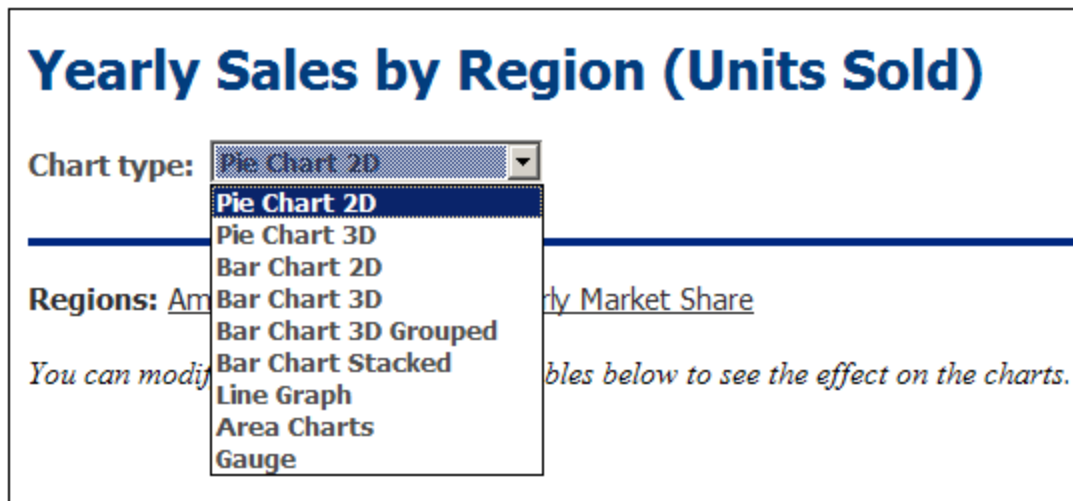 Yearly Sales by Region (Units Sold)
Chart type: Pie Chart 2D
Pie Chart 2D
Pie Chart 3D
Bar Chart 2D
Regions: Am Bar Chart 3D rly Market Share
Bar Chart 3D Grouped
You can modif Bar Chart Stacked bles below to see the effect on the charts.
Line Graph
Area Charts
Gauge